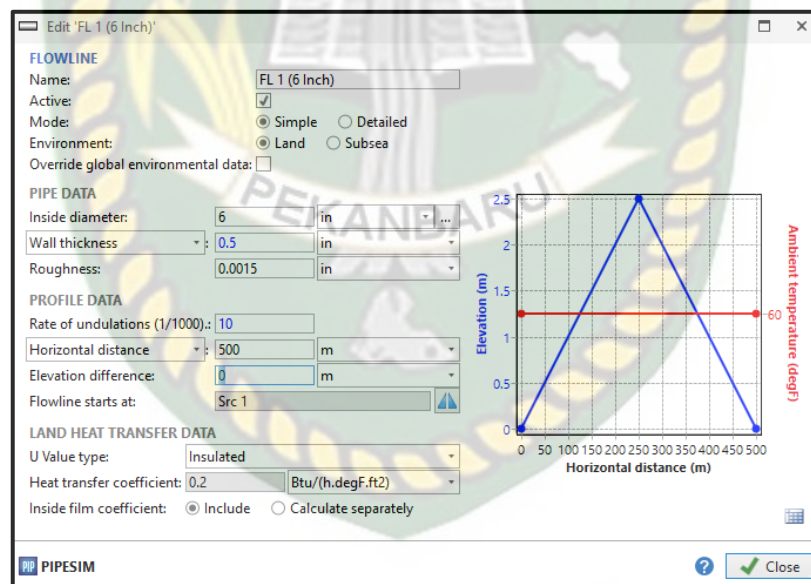 Edit 'FL 1 (6 Inch)'
FLOWLINE
Name: FL 1 (6 Inch)
Active:
Mode: Simple Detailed
Environment: Land Subsea
Override global environmental data:
PIPE DATA
Inside diameter: 6 in ...
Wall thickness : 0.5 in
Roughness: 0.0015 in
PROFILE DATA
Rate of undulations (1/1000).: 10
Horizontal distance : 500 m
Elevation difference: 0 m
Flowline starts at: Src 1
LAND HEAT TRANSFER DATA
U Value type: Insulated
Heat transfer coefficient: 0.2 Btu/(h.degF.ft2)
Inside film coefficient: Include Calculate separately
PEKANBARU
Elevation (m)
2.5
2
1.5
1
0.5
0
0 50 100 150 200 250 300 350 400 450 500
Horizontal distance (m)
60
Ambient temperature (degF)
PIP PIPESIM
? Close